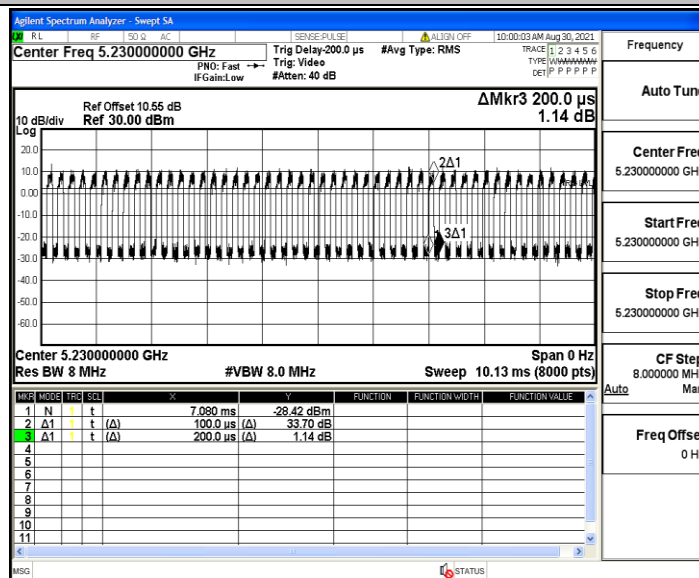 Agilent Spectrum Analyzer - Swept SA
RL RF 50 Ω AC SENSE:PULSE ALIGN OFF 10:00:03 AM Aug 30, 2021
Center Freq 5.230000000 GHz
PNO: Fast
IFGain:Low
Trig Delay-200.0 µs
Trig: Video
#Atten: 40 dB
#Avg Type: RMS
TRACE 1 2 3 4 5 6
TYPE
DET P P P P P P
Ref Offset 10.55 dB
10 dB/div Ref 30.00 dBm
Log
ΔMkr3 200.0 µs
1.14 dB
20.0
10.0
0.00
-10.0
-20.0
-30.0
-40.0
-50.0
-60.0
2Δ1
3Δ1
Center 5.230000000 GHz Span 0 Hz
Res BW 8 MHz #VBW 8.0 MHz Sweep 10.13 ms (8000 pts)
MKR MODE TRC SCL X Y FUNCTION FUNCTION WIDTH FUNCTION VALUE
1 N 1 t 7.080 ms -28.42 dBm
2 Δ1 1 t (Δ) 100.0 µs (Δ) 33.70 dB
3 Δ1 1 t (Δ) 200.0 µs (Δ) 1.14 dB
4
5
6
7
8
9
10
11
MSG STATUS
Frequency
Auto Tun
Center Fre
5.230000000 GH
Start Fre
5.230000000 GH
Stop Fre
5.230000000 GH
CF Step
8.000000 MH
Auto Ma
Freq Offse
0 H